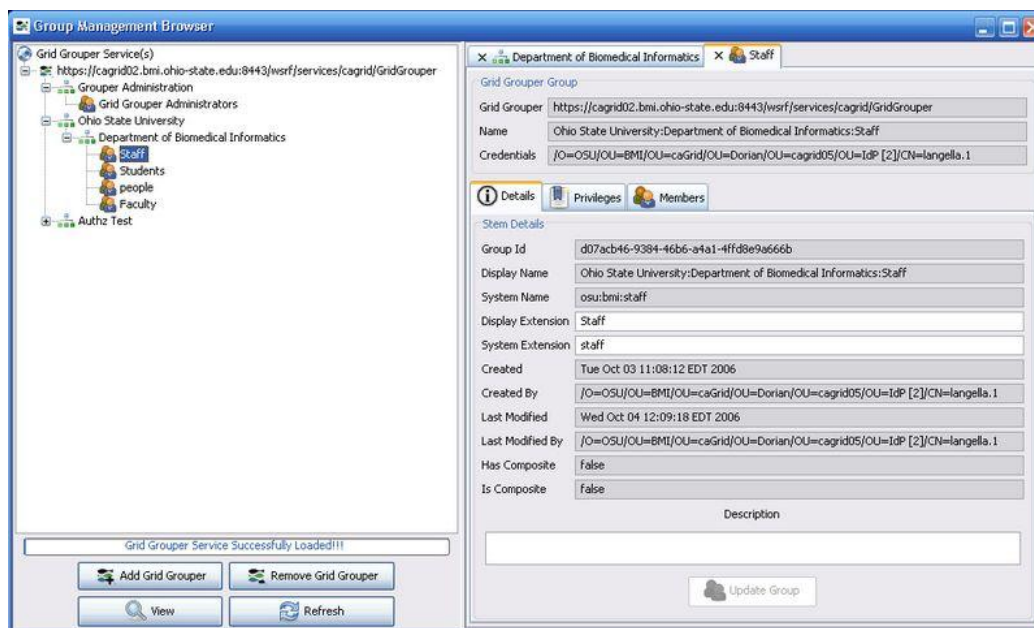 Group Management Browser
Grid Grouper Service(s)
https://cagrid02.bmi.ohio-state.edu:8443/wsrf/services/cagrid/GridGrouper
Grouper Administration
Grid Grouper Administrators
Ohio State University
Department of Biomedical Informatics
Staff
Students
people
Faculty
Authz Test
Grid Grouper Service Successfully Loaded!!!
Add Grid Grouper
Remove Grid Grouper
View
Refresh
X Department of Biomedical Informatics X Staff
Grid Grouper Group
Grid Grouper https://cagrid02.bmi.ohio-state.edu:8443/wsrf/services/cagrid/GridGrouper
Name Ohio State University:Department of Biomedical Informatics:Staff
Credentials /O=OSU/OU=BMI/OU=caGrid/OU=Dorian/OU=cagrid05/OU=IdP [2]/CN=langella.1
Details Privileges Members
Stem Details
Group Id d07acb46-9384-46b6-a4a1-4ffd8e9a666b
Display Name Ohio State University:Department of Biomedical Informatics:Staff
System Name osu:bmi:staff
Display Extension Staff
System Extension staff
Created Tue Oct 03 11:08:12 EDT 2006
Created By /O=OSU/OU=BMI/OU=caGrid/OU=Dorian/OU=cagrid05/OU=IdP [2]/CN=langella.1
Last Modified Wed Oct 04 12:09:18 EDT 2006
Last Modified By /O=OSU/OU=BMI/OU=caGrid/OU=Dorian/OU=cagrid05/OU=IdP [2]/CN=langella.1
Has Composite false
Is Composite false
Description
Update Group